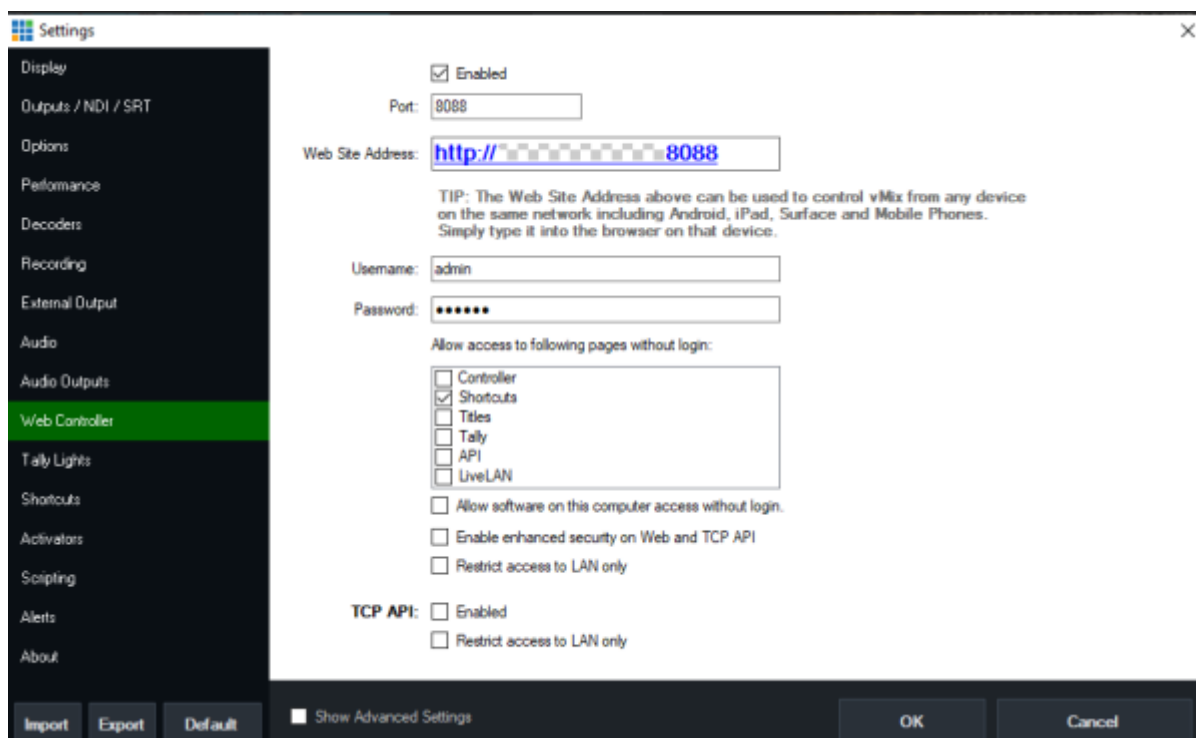 Settings
Display
Outputs / NDI / SRT
Options
Performance
Decoders
Recording
External Output
Audio
Audio Outputs
Web Controller
Tally Lights
Shortcuts
Activators
Scripting
Alerts
About
Import Export Default
Enabled
Port: 8088
Web Site Address: http:// 8088
TIP: The Web Site Address above can be used to control vMix from any device
on the same network including Android, iPad, Surface and Mobile Phones.
Simply type it into the browser on that device.
Username: admin
Password: ●●●●●●
Allow access to following pages without login:
Controller
Shortcuts
Titles
Tally
API
LiveLAN
Allow software on this computer access without login.
Enable enhanced security on Web and TCP API
Restrict access to LAN only
TCP API: Enabled
Restrict access to LAN only
Show Advanced Settings
OK Cancel